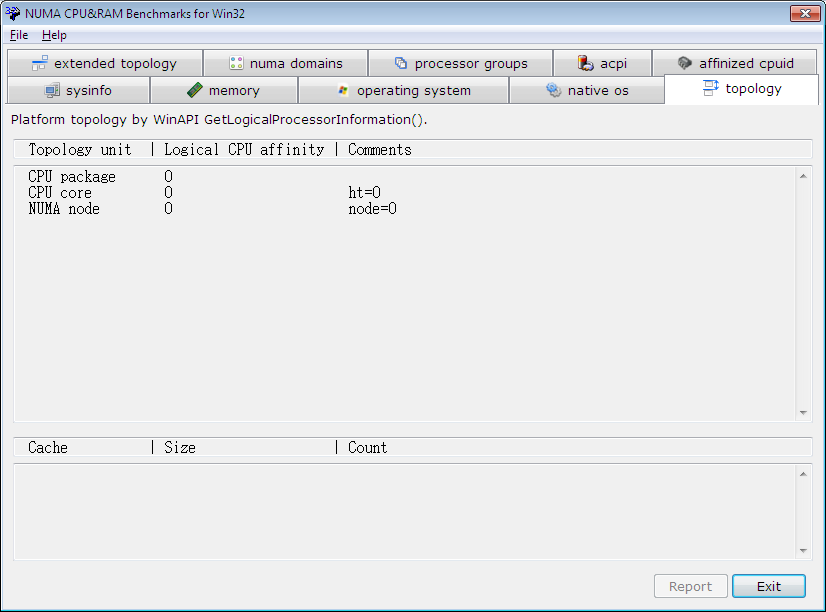 NUMA CPU&RAM Benchmarks for Win32
File Help
extended topology numa domains processor groups acpi affinized cpuid
sysinfo memory operating system native os topology
Platform topology by WinAPI GetLogicalProcessorInformation().
Topology unit | Logical CPU affinity | Comments
CPU package 0
CPU core 0 ht=0
NUMA node 0 node=0
Cache | Size | Count
Report Exit